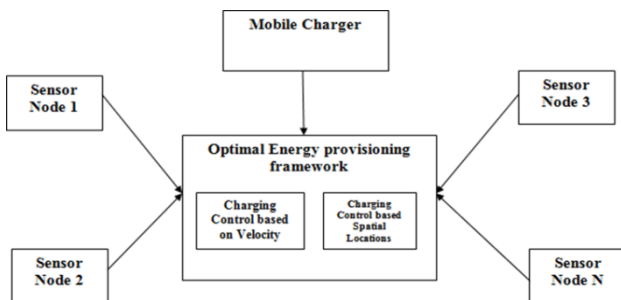 Mobile Charger
Sensor
Node 1
Sensor
Node 3
Optimal Energy provisioning
framework
Charging
Control based
on Velocity
Charging
Control based
Spatial
Locations
Sensor
Node 2
Sensor
Node N